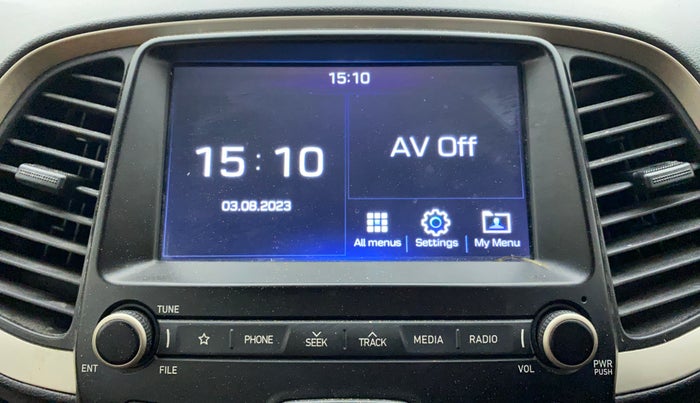 15:10
15:10
AV Off
03.08.2023
All menus Settings My Menu
TUNE
PHONE SEEK TRACK MEDIA RADIO
ENT FILE VOL PWR
PUSH